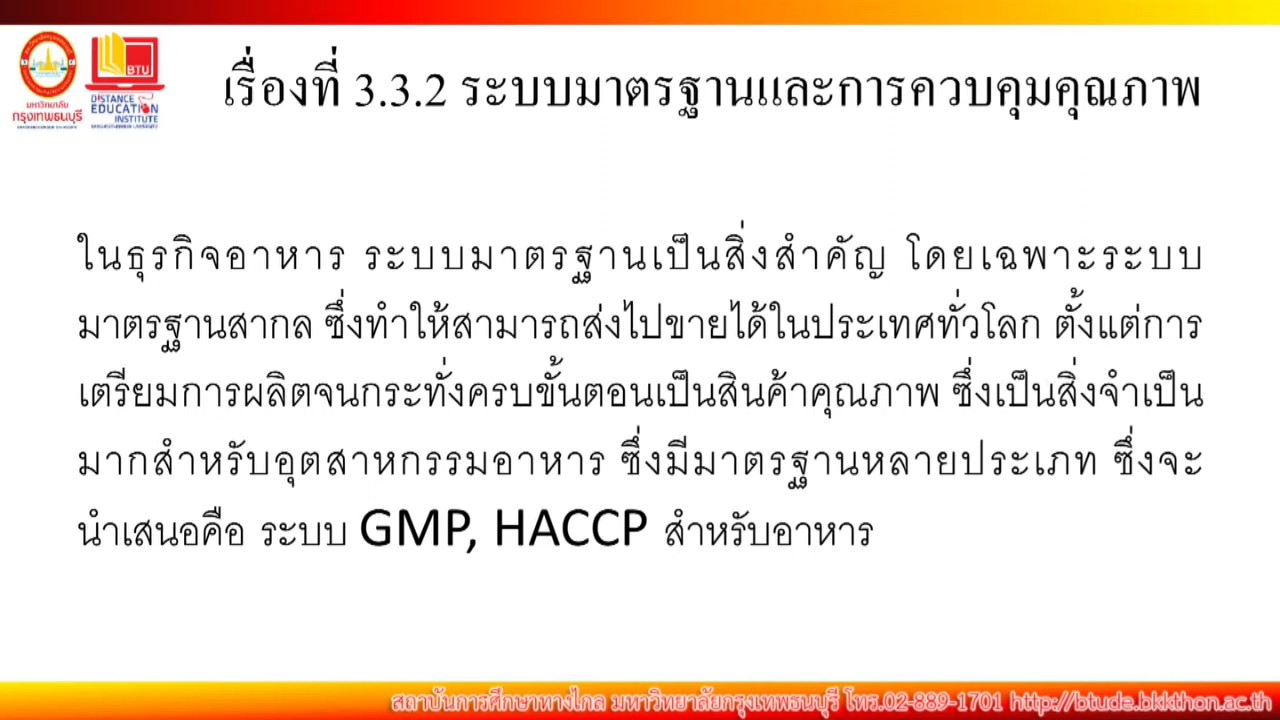 เรื่องที่ 3.3.2 ระบบมาตรฐานและการควบคุมคุณภาพ
มหาวิทยาลัย
กรุงเทพธนบุรี
BTU
DISTANCE
EDUCATION
INSTITUTE
ในธุรกิจอาหาร ระบบมาตรฐานเป็นสิ่งสำคัญ โดยเฉพาะระบบ
มาตรฐานสากล ซึ่งทำให้สามารถส่งไปขายได้ในประเทศทั่วโลก ตั้งแต่การ
เตรียมการผลิตจนกระทั่งครบขั้นตอนเป็นสินค้าคุณภาพ ซึ่งเป็นสิ่งจำเป็น
มากสำหรับอุตสาหกรรมอาหาร ซึ่งมีมาตรฐานหลายประเภท ซึ่งจะ
นำเสนอคือ ระบบ GMP, HACCP สำหรับอาหาร
สถาบันการศึกษาทางไกล มหาวิทยาลัยกรุงเทพธนบุรี โทร.02-889-1701 http://btude.bkkthon.ac.th